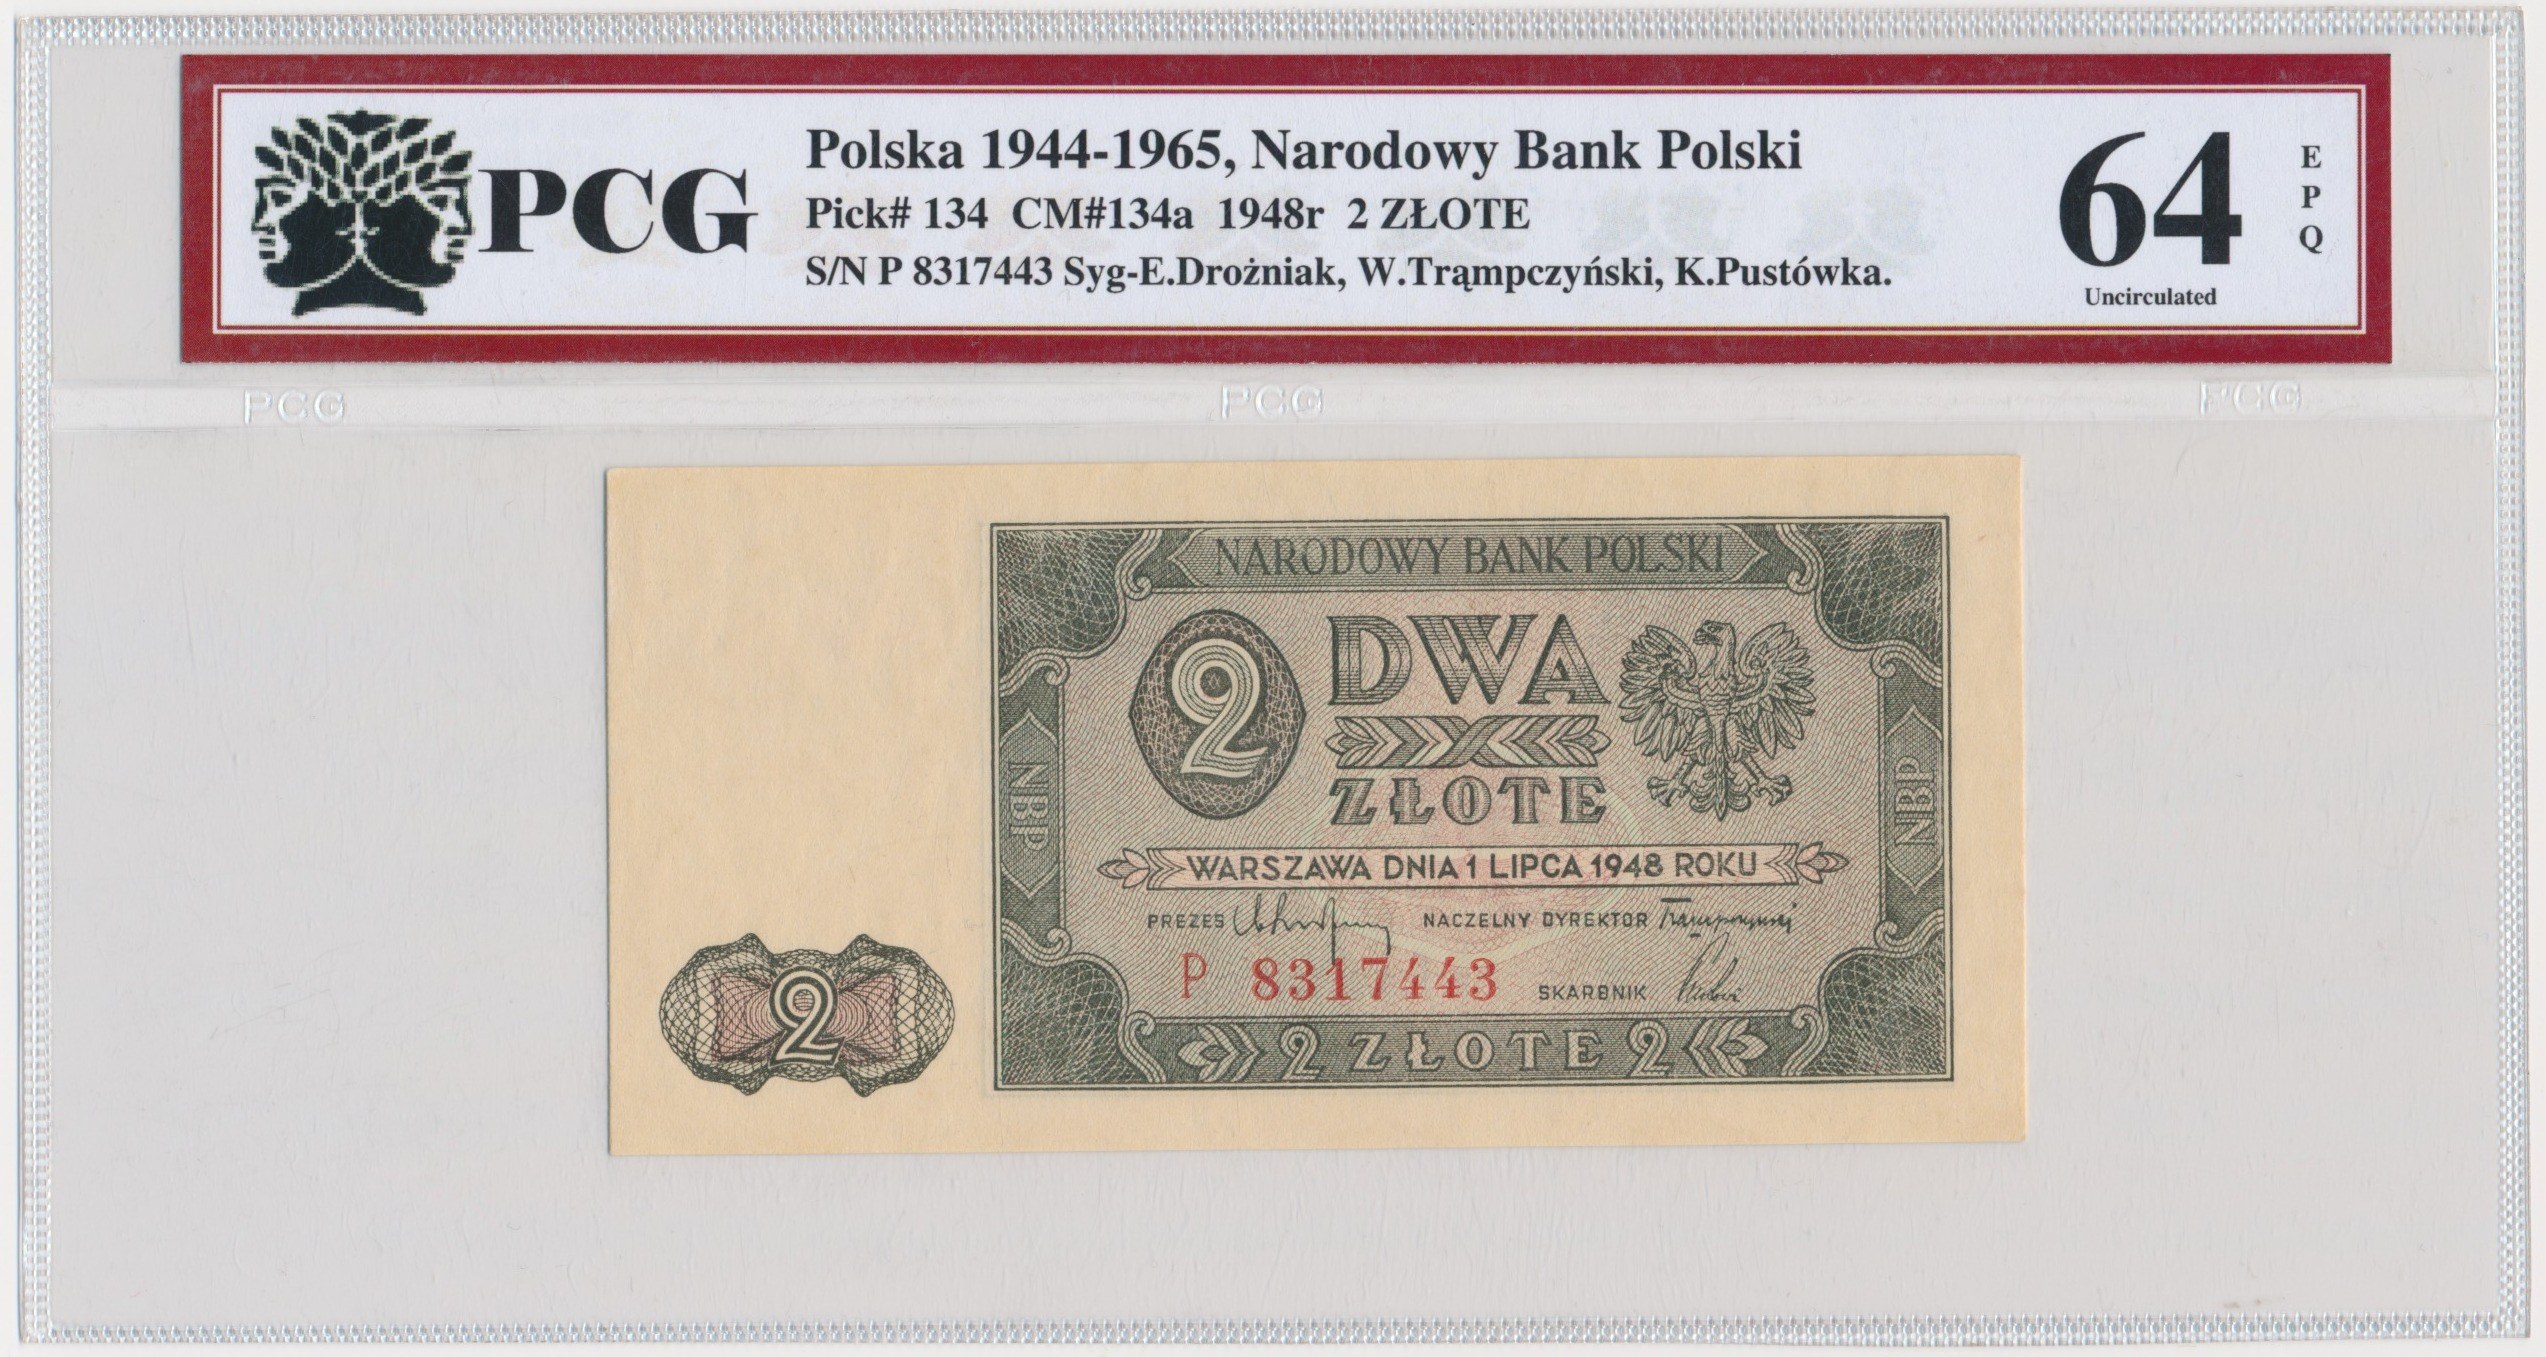 PCG
Polska 1944-1965, Narodowy Bank Polski
Pick# 134 CM#134a 1948r 2 ZŁOTE
S/N P 8317443 Syg-E.Drożniak, W.Trąmpczyński, K.Pustówka.
64
EPQ
Uncirculated
PCG PCG PCG
NARODOWY BANK POLSKI
2 DWA
ZŁOTE
NBP
NBP
WARSZAWA DNIA 1 LIPCA 1948 ROKU
PREZES NACZELNY DYREKTOR
P 8317443 SKARBNIK
2 ZŁOTE 2
2